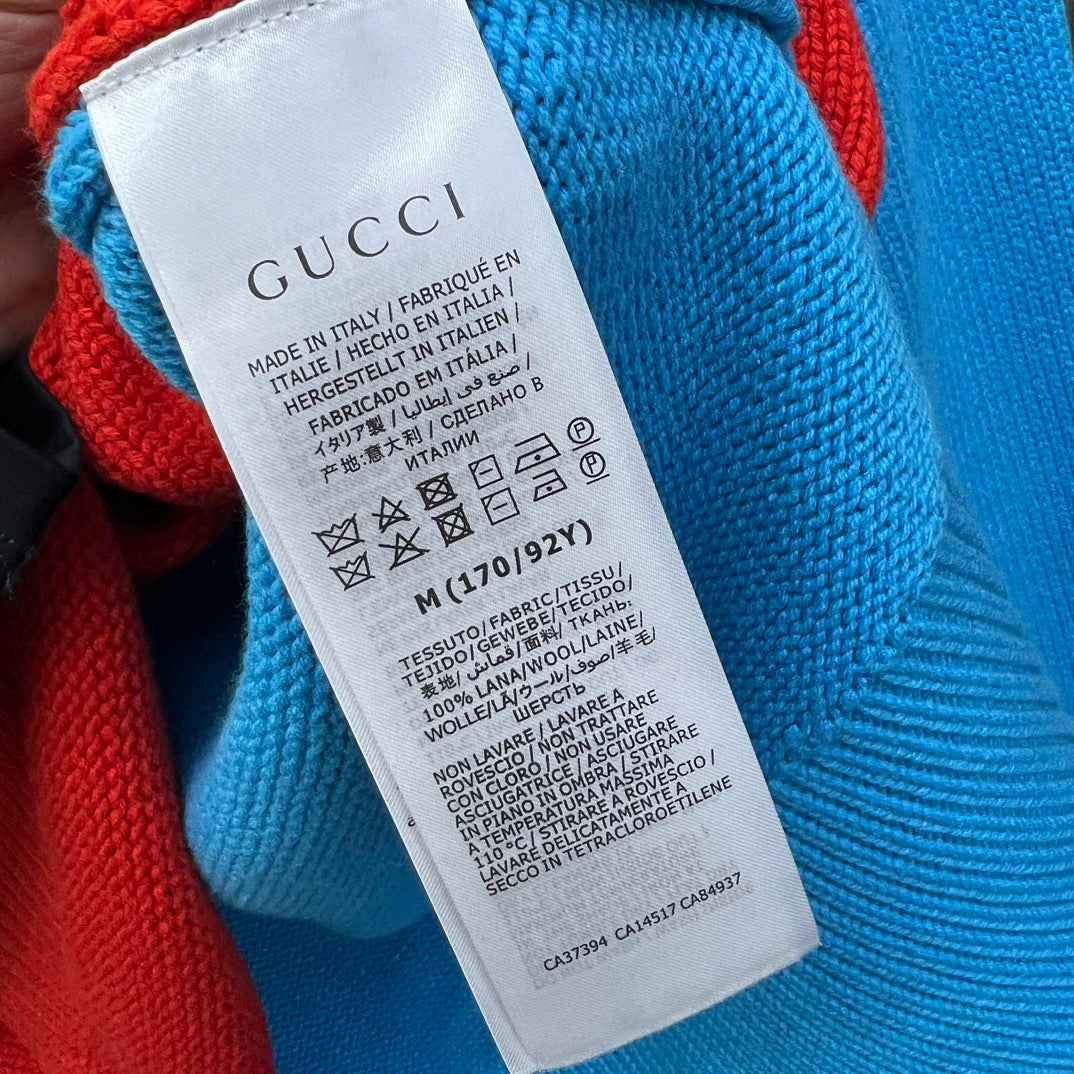 GUCCI
MADE IN ITALY / FABRIQUÉ EN
ITALIE / HECHO EN ITALIA /
HERGESTELLT IN ITALIEN /
FABRICADO EM ITÁLIA /
イタリア製 / صنع في إيطاليا /
产地:意大利 / СДЕЛАНО В
ИТАЛИИ
P
P
M (170/92Y)
TESSUTO/FABRIC/TISSU/
TEJIDO/GEWEBE/TECIDO/
表地/ قماش/面料/ ТКАНЬ:
100% LANA/WOOL/LAINE/
WOLLE/LÃ/ウール/صوف/羊毛/
ШЕРСТЬ
NON LAVARE / LAVARE A
ROVESCIO / NON TRATTARE
CON CLORO / NON USARE
ASCIUGATRICE / ASCIUGARE
IN PIANO IN OMBRA / STIRARE
A TEMPERATURA MASSIMA
110 °C / STIRARE A ROVESCIO /
LAVARE DELICATAMENTE A
SECCO IN TETRACLOROETILENE
CA37394 CA14517 CA84937